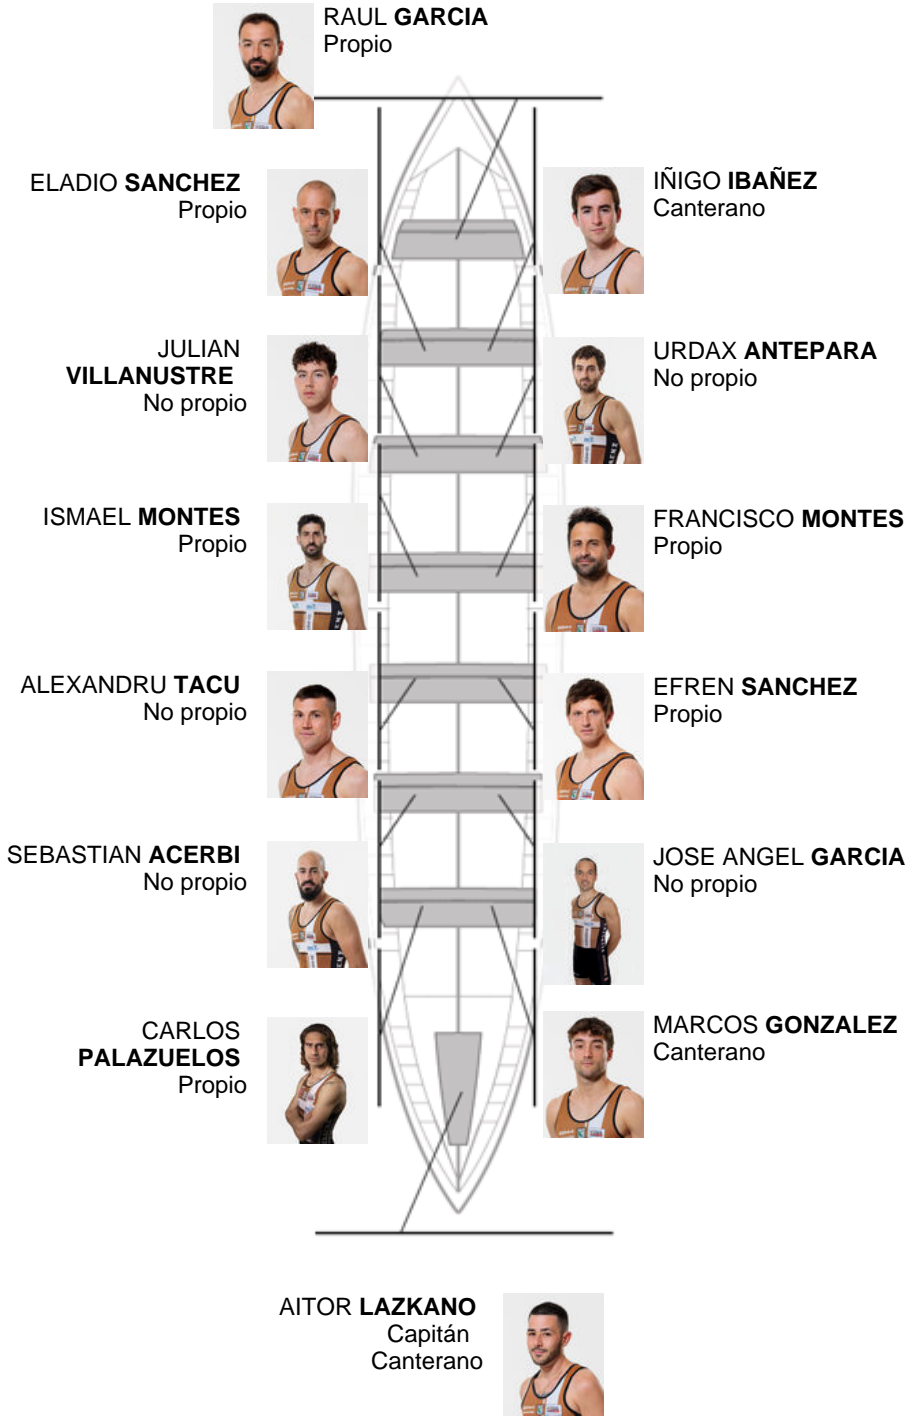 RAUL GARCIA
Propio
ELADIO SANCHEZ
Propio
IÑIGO IBAÑEZ
Canterano
JULIAN
VILLANUSTRE
No propio
URDAX ANTEPARA
No propio
ISMAEL MONTES
Propio
FRANCISCO MONTES
Propio
ALEXANDRU TACU
No propio
EFREN SANCHEZ
Propio
SEBASTIAN ACERBI
No propio
JOSE ANGEL GARCIA
No propio
CARLOS
PALAZUELOS
Propio
MARCOS GONZALEZ
Canterano
AITOR LAZKANO
Capitán
Canterano